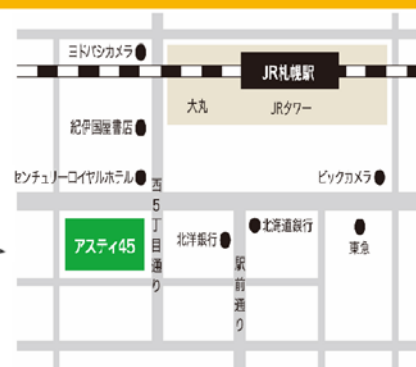 ヨドバシカメラ
JR札幌駅
大丸
JRタワー
紀伊国屋書店
センチュリーロイヤルホテル
ビックカメラ
西5丁目通り
アスティ45
北洋銀行
北海道銀行
東急
駅前通り